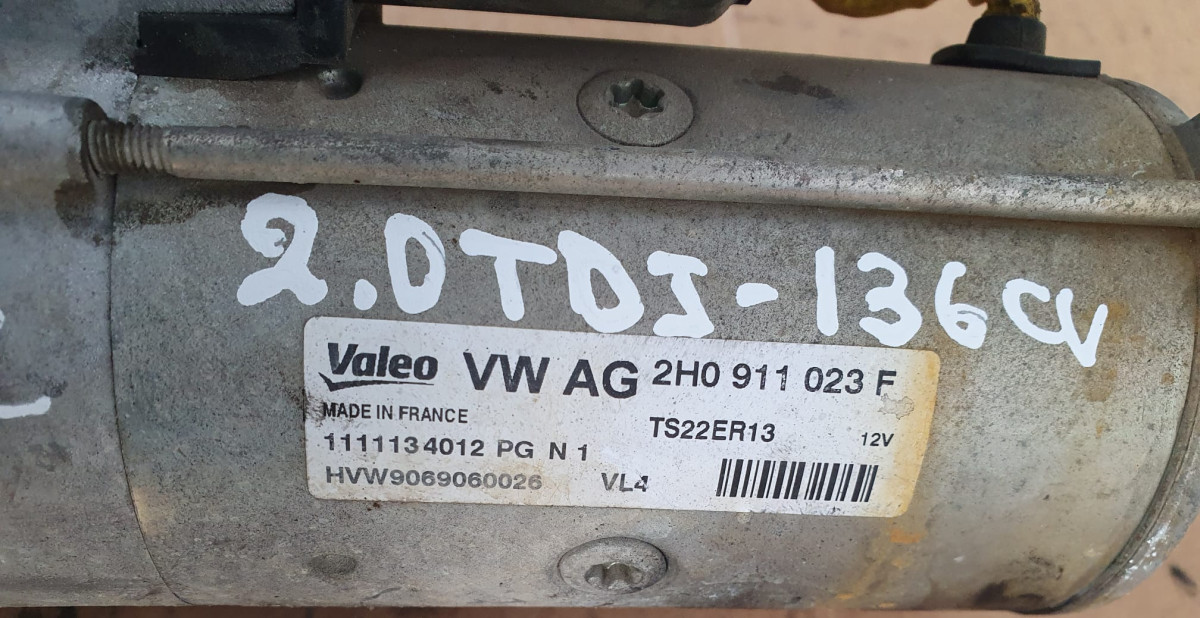 2.0TDI-136CV
Valeo VW AG 2H0 911 023 F
MADE IN FRANCE TS22ER13 12V
1111134012 PG N 1
HVW9069060026 VL4